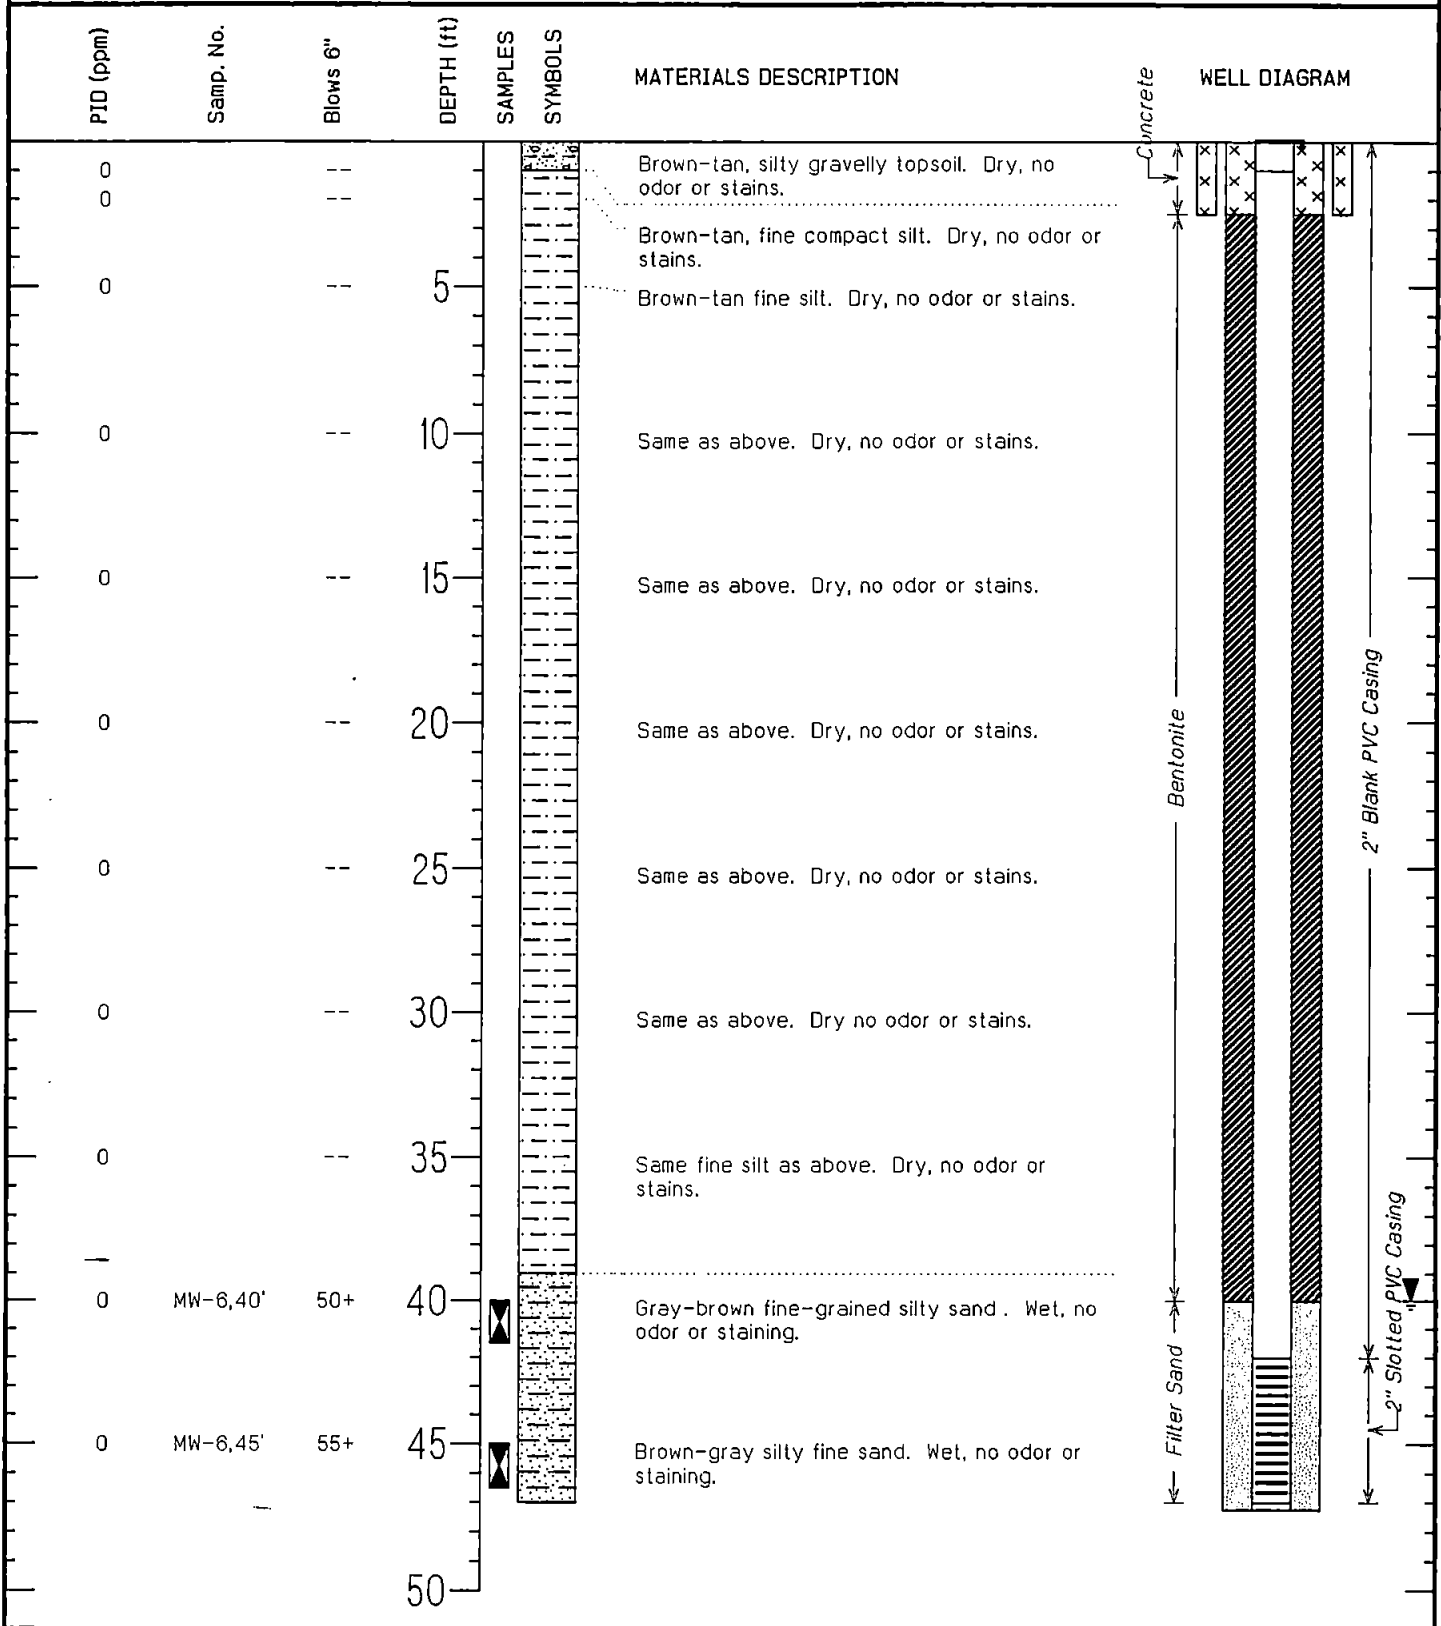 PID (ppm) Samp. No. Blows 6" DEPTH (ft) SAMPLES SYMBOLS MATERIALS DESCRIPTION WELL DIAGRAM
Concrete
0 -- Brown-tan, silty gravelly topsoil. Dry, no
odor or stains.
0 --
Brown-tan, fine compact silt. Dry, no odor or
stains.
0 -- 5 Brown-tan fine silt. Dry, no odor or stains.
0 -- 10 Same as above. Dry, no odor or stains.
0 -- 15 Same as above. Dry, no odor or stains.
0 -- 20 Same as above. Dry, no odor or stains.
Bentonite
2" Blank PVC Casing
0 -- 25 Same as above. Dry, no odor or stains.
0 -- 30 Same as above. Dry no odor or stains.
0 -- 35 Same fine silt as above. Dry, no odor or
stains.
0 MW-6,40' 50+ 40 Gray-brown fine-grained silty sand . Wet, no
odor or staining.
Filter Sand
2" Slotted PVC Casing
0 MW-6,45' 55+ 45 Brown-gray silty fine sand. Wet, no odor or
staining.
50